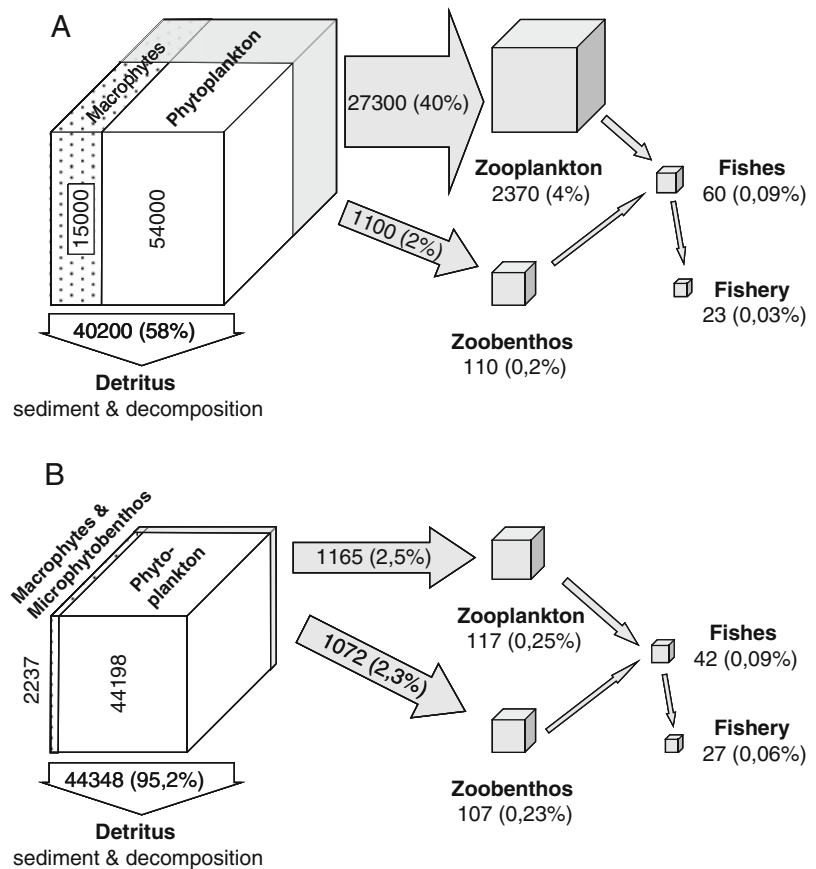 A
Macrophytes
Phytoplankton
15000
54000
27300 (40%)
1100 (2%)
Zooplankton
2370 (4%)
Fishes
60 (0,09%)
Fishery
23 (0,03%)
Zoobenthos
110 (0,2%)
40200 (58%)
Detritus
sediment & decomposition
B
Macrophytes &
Microphytobenthos
Phyto-
plankton
2237
44198
1165 (2,5%)
1072 (2,3%)
Zooplankton
117 (0,25%)
Fishes
42 (0,09%)
Fishery
27 (0,06%)
Zoobenthos
107 (0,23%)
44348 (95,2%)
Detritus
sediment & decomposition